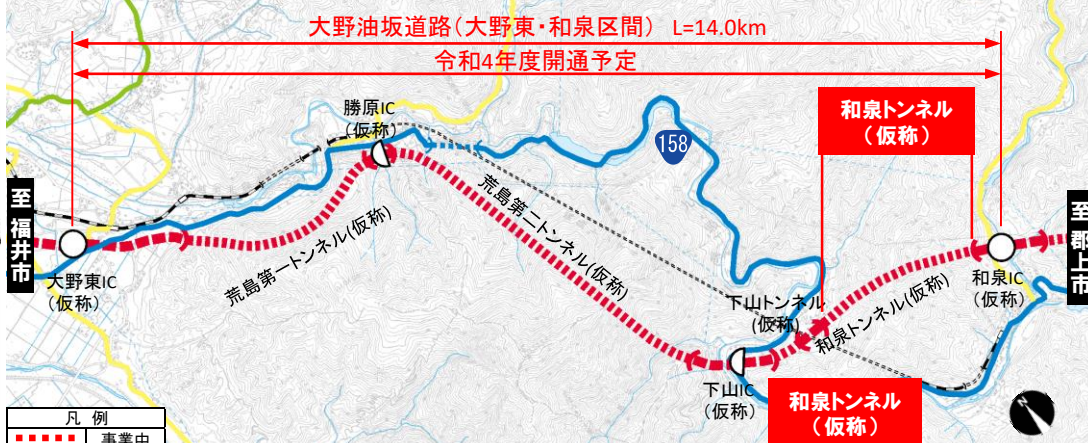 大野油坂道路(大野東・和泉区間) L=14.0km
令和4年度開通予定
勝原IC
(仮称)
158
和泉トンネル
(仮称)
至福井市
至郡上市
荒島第一トンネル(仮称)
荒島第二トンネル(仮称)
大野東IC
(仮称)
下山トンネル
(仮称)
和泉トンネル(仮称)
和泉IC
(仮称)
下山IC
(仮称)
和泉トンネル
(仮称)
凡 例
事業中
N